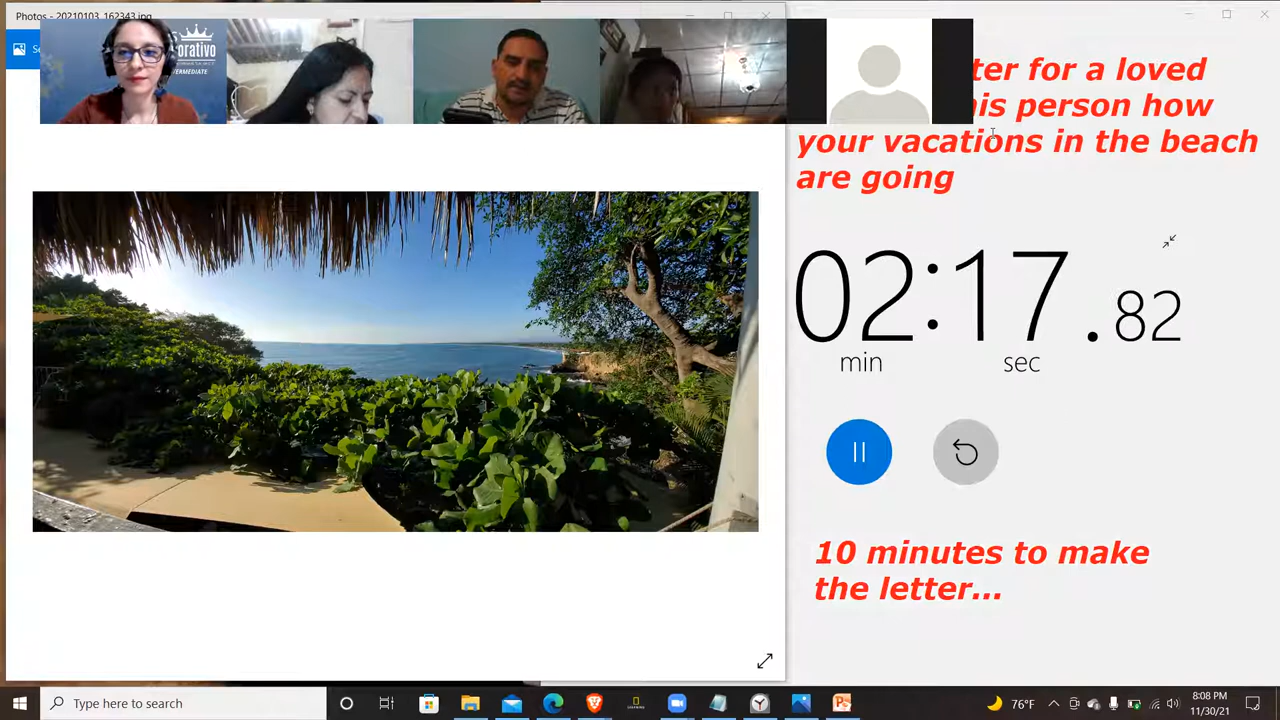 Photos - 20210103_162343.jpg
orativo
TERMEDIATE
ter for a loved
his person how
your vacations in the beach
are going
02:17.82
min sec
10 minutes to make
the letter...
Type here to search
76°F
8:08 PM
11/30/21